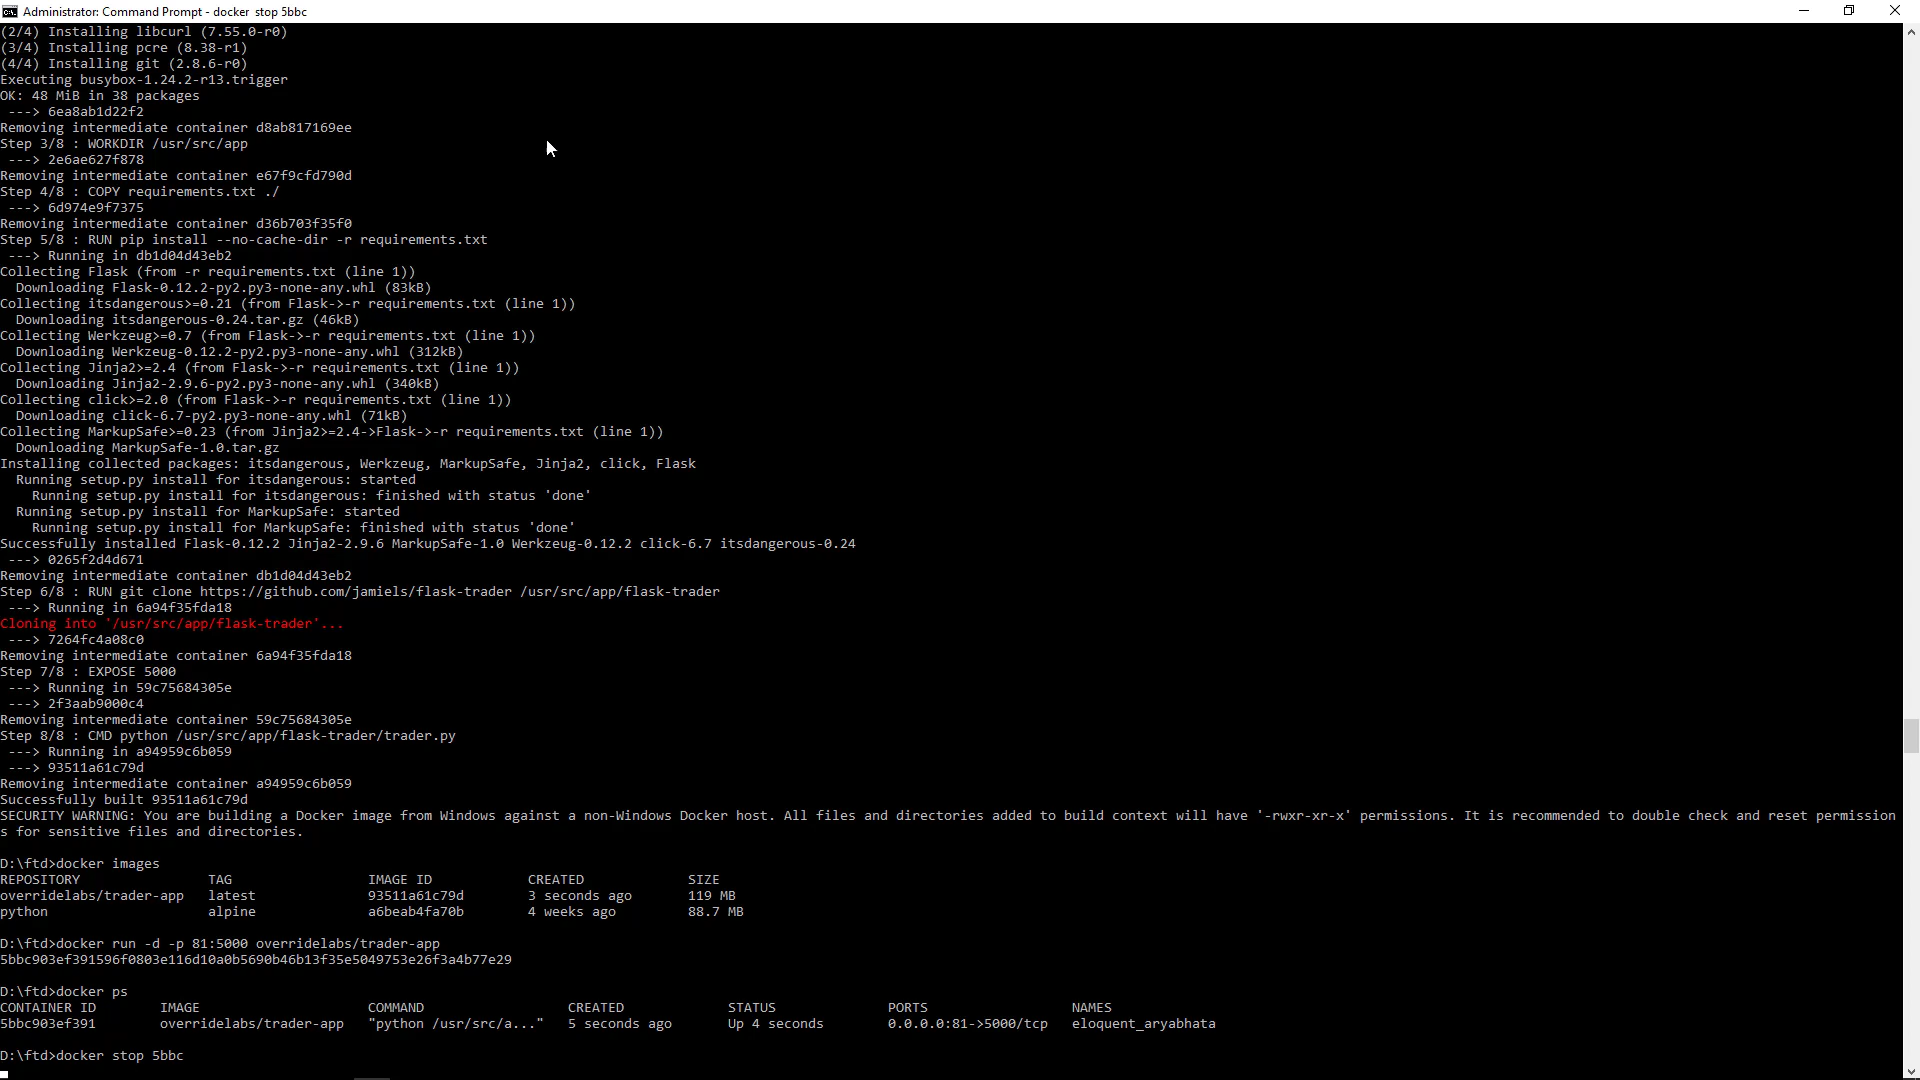 Administrator: Command Prompt - docker  stop 5bbc
(2/4) Installing libcurl (7.55.0-r0)
(3/4) Installing pcre (8.38-r1)
(4/4) Installing git (2.8.6-r0)
Executing busybox-1.24.2-r13.trigger
OK: 48 MiB in 38 packages
 ---> 6ea8ab1d22f2
Removing intermediate container d8ab817169ee
Step 3/8 : WORKDIR /usr/src/app
 ---> 2e6ae627f878
Removing intermediate container e67f9cfd790d
Step 4/8 : COPY requirements.txt ./
 ---> 6d974e9f7375
Removing intermediate container d36b703f35f0
Step 5/8 : RUN pip install --no-cache-dir -r requirements.txt
 ---> Running in db1d04d43eb2
Collecting Flask (from -r requirements.txt (line 1))
  Downloading Flask-0.12.2-py2.py3-none-any.whl (83kB)
Collecting itsdangerous>=0.21 (from Flask->-r requirements.txt (line 1))
  Downloading itsdangerous-0.24.tar.gz (46kB)
Collecting Werkzeug>=0.7 (from Flask->-r requirements.txt (line 1))
  Downloading Werkzeug-0.12.2-py2.py3-none-any.whl (312kB)
Collecting Jinja2>=2.4 (from Flask->-r requirements.txt (line 1))
  Downloading Jinja2-2.9.6-py2.py3-none-any.whl (340kB)
Collecting click>=2.0 (from Flask->-r requirements.txt (line 1))
  Downloading click-6.7-py2.py3-none-any.whl (71kB)
Collecting MarkupSafe>=0.23 (from Jinja2>=2.4->Flask->-r requirements.txt (line 1))
  Downloading MarkupSafe-1.0.tar.gz
Installing collected packages: itsdangerous, Werkzeug, MarkupSafe, Jinja2, click, Flask
  Running setup.py install for itsdangerous: started
    Running setup.py install for itsdangerous: finished with status 'done'
  Running setup.py install for MarkupSafe: started
    Running setup.py install for MarkupSafe: finished with status 'done'
Successfully installed Flask-0.12.2 Jinja2-2.9.6 MarkupSafe-1.0 Werkzeug-0.12.2 click-6.7 itsdangerous-0.24
 ---> 0265f2d4d671
Removing intermediate container db1d04d43eb2
Step 6/8 : RUN git clone https://github.com/jamiels/flask-trader /usr/src/app/flask-trader
 ---> Running in 6a94f35fda18
Cloning into '/usr/src/app/flask-trader'...
 ---> 7264fc4a08c0
Removing intermediate container 6a94f35fda18
Step 7/8 : EXPOSE 5000
 ---> Running in 59c75684305e
 ---> 2f3aab9000c4
Removing intermediate container 59c75684305e
Step 8/8 : CMD python /usr/src/app/flask-trader/trader.py
 ---> Running in a94959c6b059
 ---> 93511a61c79d
Removing intermediate container a94959c6b059
Successfully built 93511a61c79d
SECURITY WARNING: You are building a Docker image from Windows against a non-Windows Docker host. All files and directories added to build context will have '-rwxr-xr-x' permissions. It is recommended to double check and reset permission
s for sensitive files and directories.
D:\ftd>docker images
REPOSITORY                TAG                 IMAGE ID            CREATED             SIZE
overridelabs/trader-app   latest              93511a61c79d        3 seconds ago       119 MB
python                    alpine              a6beab4fa70b        4 weeks ago         88.7 MB
D:\ftd>docker run -d -p 81:5000 overridelabs/trader-app
5bbc903ef391596f0803e116d10a0b5690b46b13f35e5049753e26f3a4b77e29
D:\ftd>docker ps
CONTAINER ID        IMAGE                     COMMAND                  CREATED             STATUS              PORTS                  NAMES
5bbc903ef391        overridelabs/trader-app   "python /usr/src/a..."   5 seconds ago       Up 4 seconds        0.0.0.0:81->5000/tcp   eloquent_aryabhata
D:\ftd>docker stop 5bbc